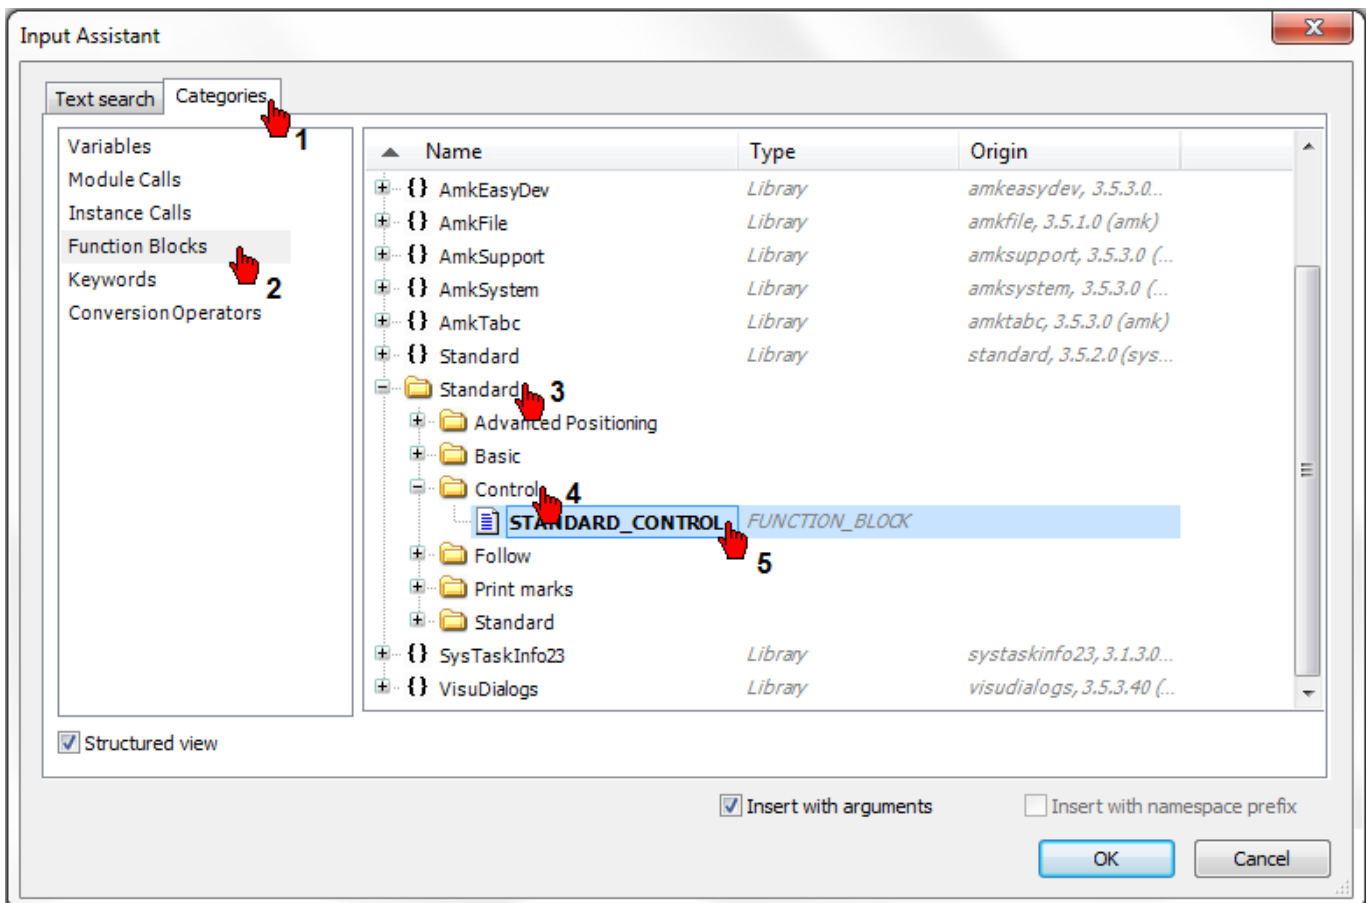 Input Assistant
Text search Categories
1
Variables
Module Calls
Instance Calls
Function Blocks
2
Keywords
Conversion Operators
Name Type Origin
{} AmkEasyDev Library amkeasydev, 3.5.3.0...
{} AmkFile Library amkfile, 3.5.1.0 (amk)
{} AmkSupport Library amksupport, 3.5.3.0 (...
{} AmkSystem Library amksystem, 3.5.3.0 (...
{} AmkTabc Library amktabc, 3.5.3.0 (amk)
{} Standard Library standard, 3.5.2.0 (sys...
Standard 3
Advanced Positioning
Basic
Control 4
STANDARD_CONTROL FUNCTION_BLOCK
5
Follow
Print marks
Standard
{} SysTaskInfo23 Library systaskinfo23, 3.1.3.0...
{} VisuDialogs Library visudialogs, 3.5.3.40 (...
Structured view
Insert with arguments Insert with namespace prefix
OK Cancel